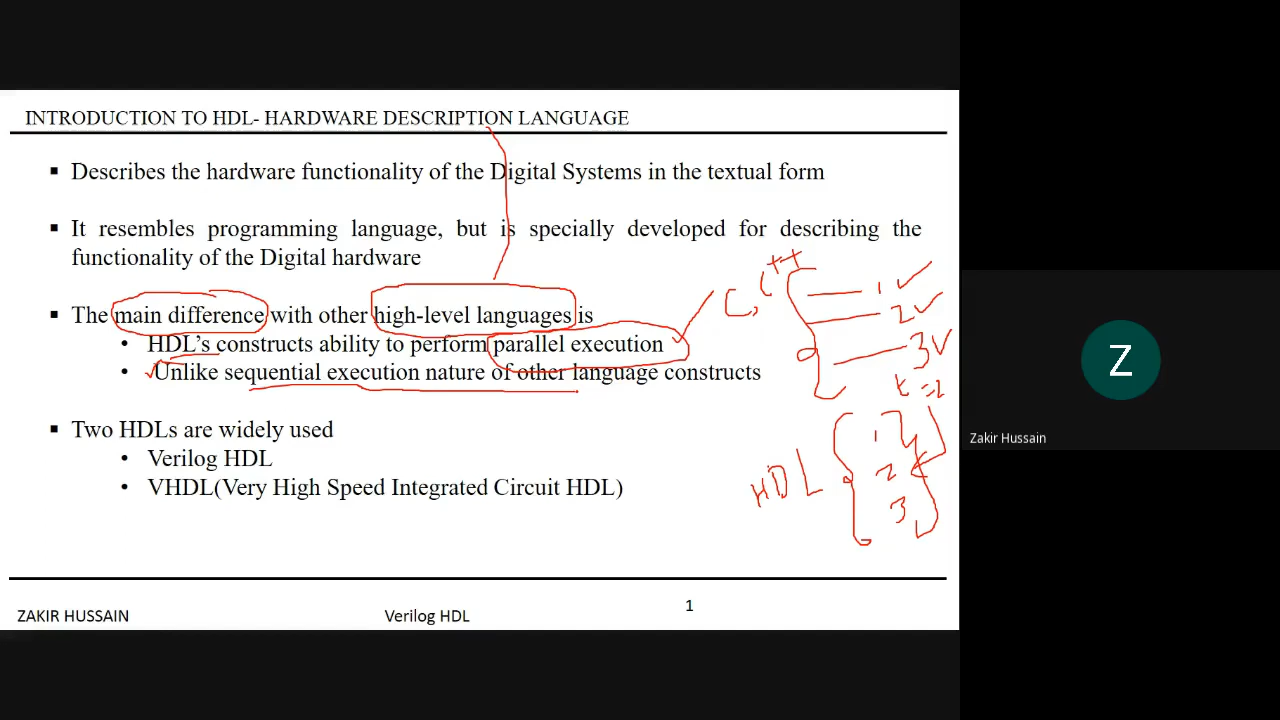 INTRODUCTION TO HDL- HARDWARE DESCRIPTION LANGUAGE
▪ Describes the hardware functionality of the Digital Systems in the textual form
▪ It resembles programming language, but is specially developed for describing the
functionality of the Digital hardware
▪ The main difference with other high-level languages is
• HDL's constructs ability to perform parallel execution
• Unlike sequential execution nature of other language constructs
▪ Two HDLs are widely used
• Verilog HDL
• VHDL(Very High Speed Integrated Circuit HDL)
C, C++
1
2
3
HDL
1
2
3
ZAKIR HUSSAIN
Verilog HDL
1
Z
Zakir Hussain